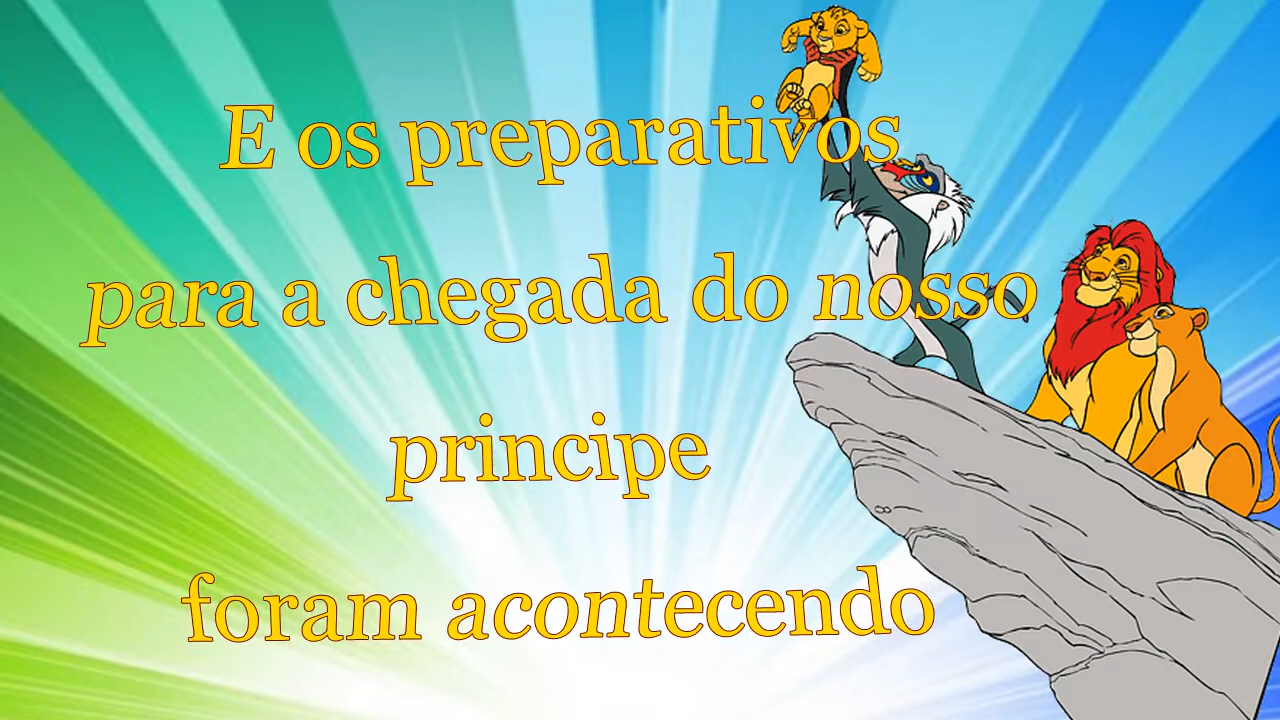 E os preparativos
para a chegada do nosso
principe
foram acontecendo